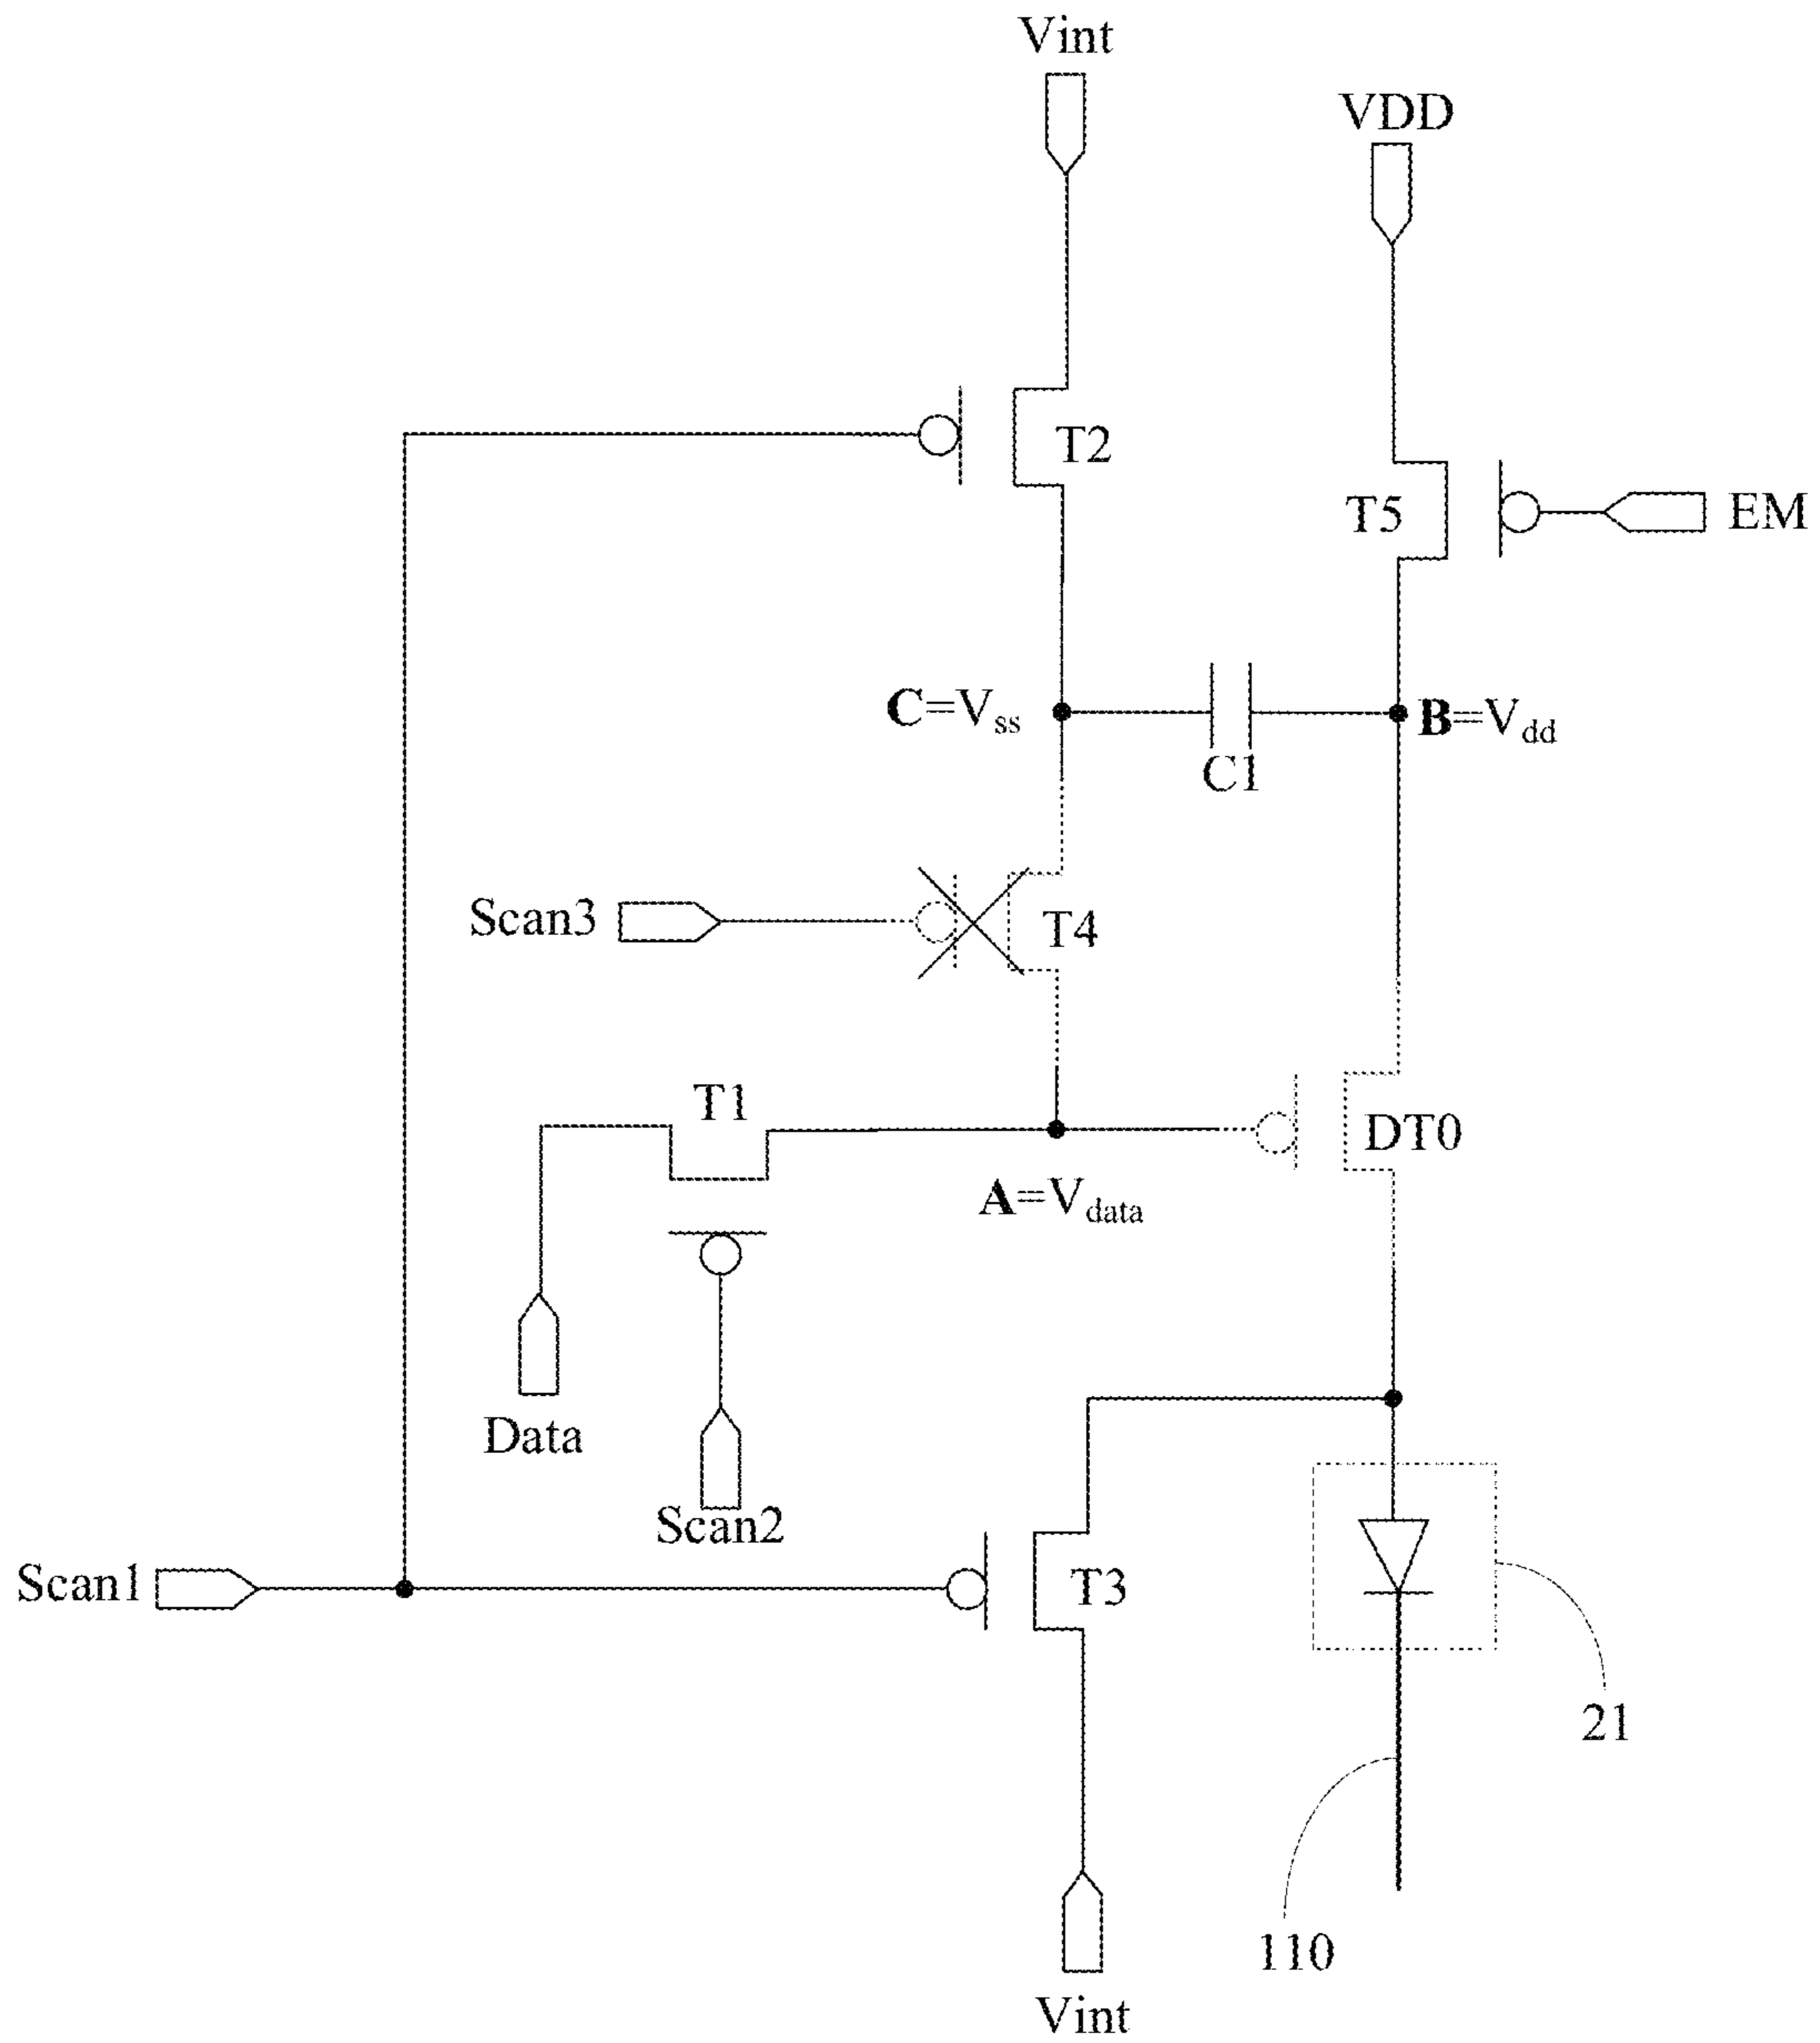 Vint
VDD
T2
T5
EM
C=Vss
B=Vdd
C1
Scan3
T4
T1
DT0
A=Vdata
Data
Scan2
Scan1
T3
21
110
Vint